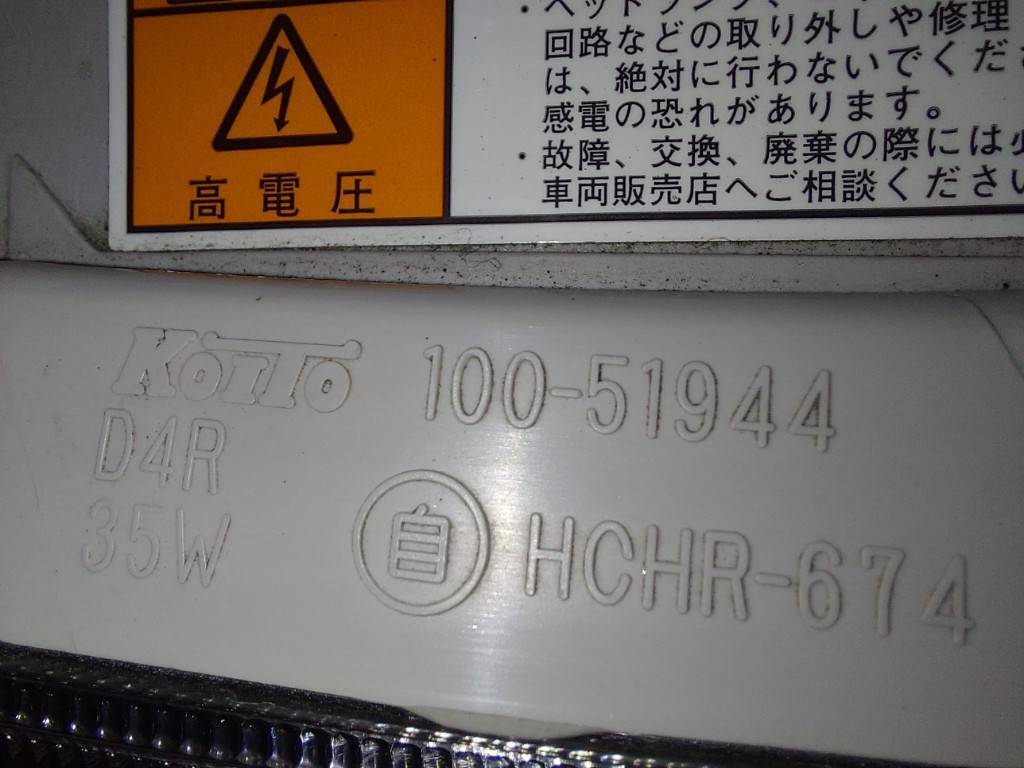 高電圧
回路などの取り外しや修理
は、絶対に行わないでくださ
感電の恐れがあります。
・故障、交換、廃棄の際には必
車両販売店へご相談ください
KOITO 100-51944
D4R
35W 自 HCHR-674